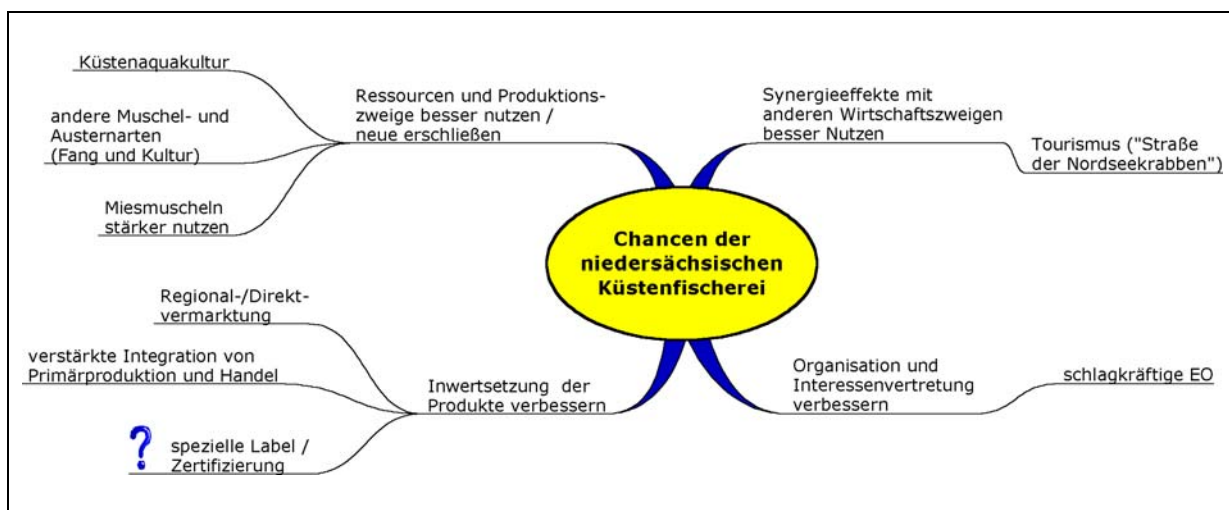 Küstenaquakultur
andere Muschel- und
Austernarten
(Fang und Kultur)
Miesmuscheln
stärker nutzen
Ressourcen und Produktions-
zweige besser nutzen /
neue erschließen
Synergieeffekte mit
anderen Wirtschaftszweigen
besser Nutzen
Tourismus ("Straße
der Nordseekrabben")
Chancen der
niedersächsischen
Küstenfischerei
Regional-/Direkt-
vermarktung
verstärkte Integration von
Primärproduktion und Handel
? spezielle Label /
Zertifizierung
Inwertsetzung der
Produkte verbessern
Organisation und
Interessenvertretung
verbessern
schlagkräftige EO